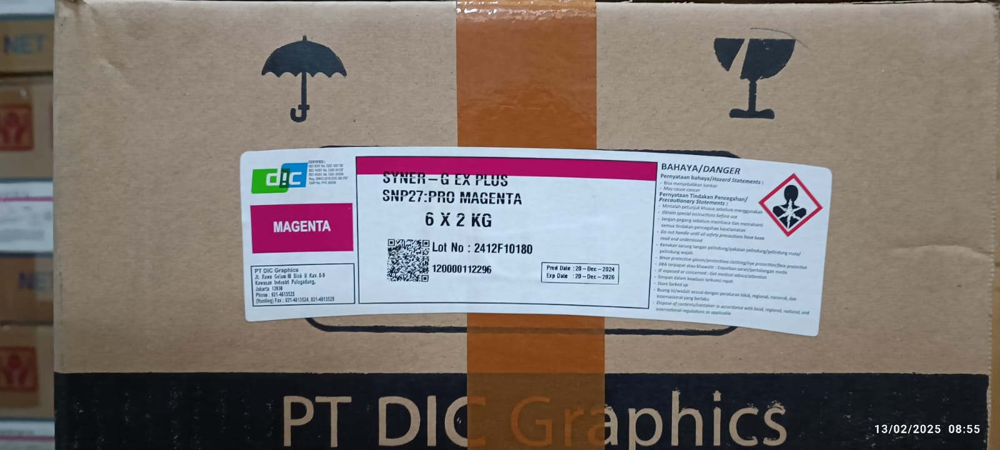 NET
NE
dic
CERTIFIED :
MAGENTA
PT DIC Graphics
Jl. Rawa Gelam III Blok II Kav. 8-9
Kawasan Industri Pulogadung,
Jakarta 13930
Phone : 021-4613525
(Hunting) Fax : 021-4613524, 021-4613529
SYNER-G EX PLUS
SNP27:PRO MAGENTA
6 X 2 KG
Lot No : 2412F10180
120000112296
Prod Date : 20-Dec-2024
Exp Date : 20-Dec-2026
BAHAYA/DANGER
Pernyataan bahaya/Hazard Statements :
- Bisa menyebabkan kanker
- May cause cancer
Pernyataan Tindakan Pencegahan/
Precautionary Statements :
- Mintalah petunjuk khusus sebelum menggunakan
- Obtain special instructions before use
- Jangan pegang sebelum membaca dan memahami
semua tindakan pencegahan keselamatan
- Do not handle until all safety precautions have been
read and understood
- Kenakan sarung tangan pelindung/pakaian pelindung/pelindung mata/
pelindung wajah
- Wear protective gloves/protectives clothing/eye protection/face protection
- JIKA terpapar atau khawatir : Dapatkan saran/pertolongan medis
- IF exposed or concerned : Get medical advice/attention
- Simpan dalam keadaan terkunci rapat
- Store locked up
- Buang isi/wadah sesuai dengan peraturan lokal, regional, nasional, dan
internasional yang berlaku
- Dispose of contents/container in accordance with local, regional, national, and
international regulations as applicable
PT DIC Graphics
13/02/2025 08:55